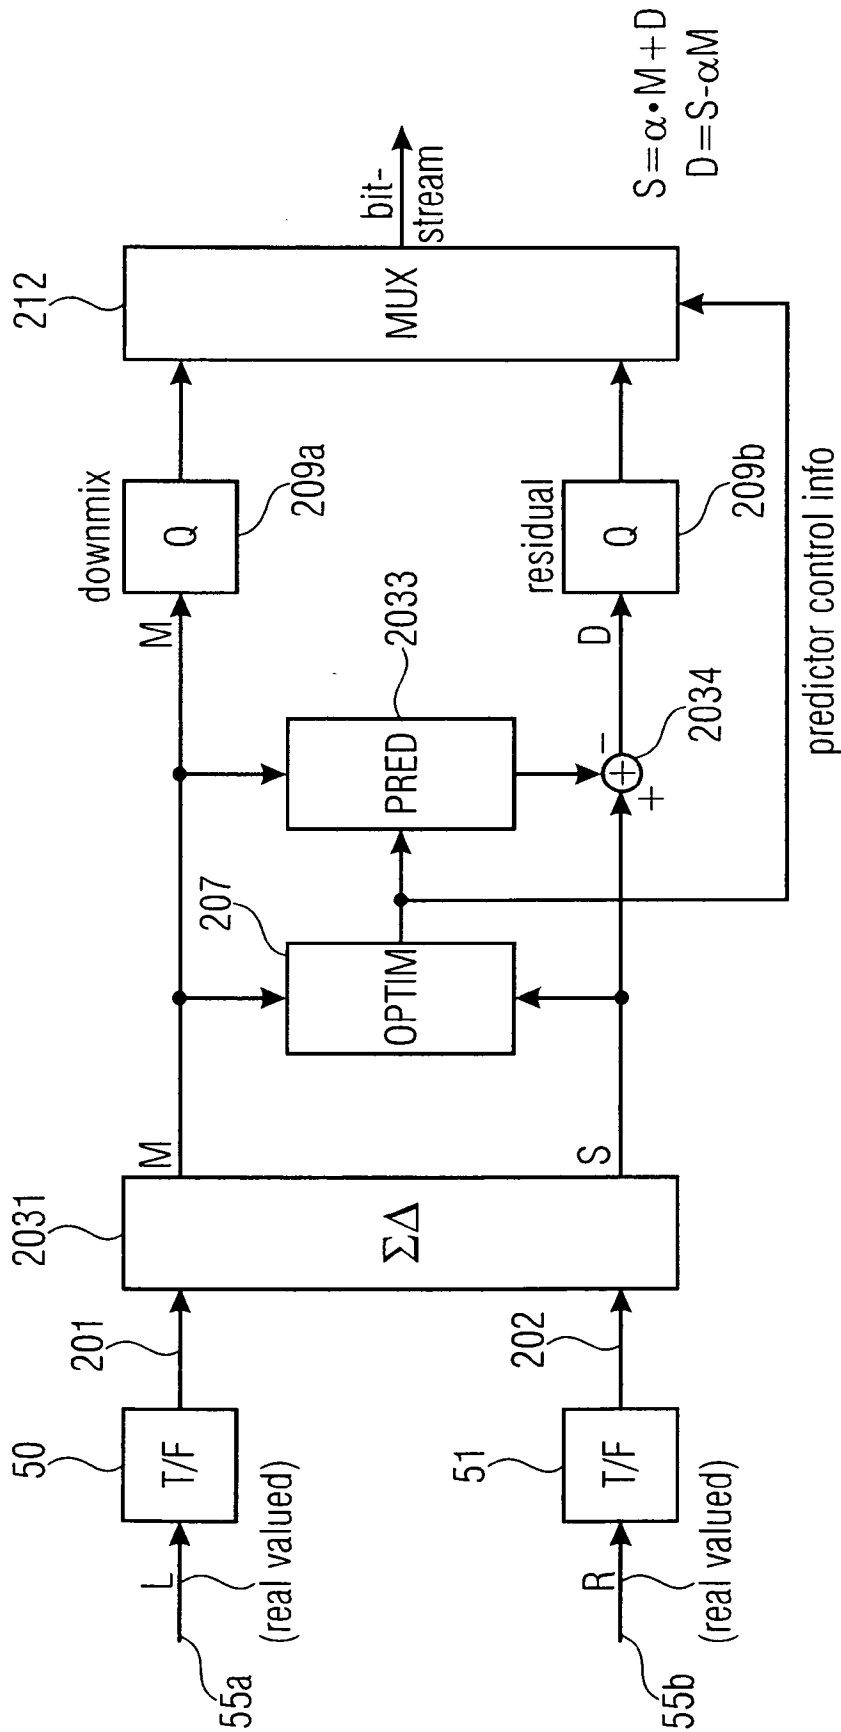 55a
L
(real valued)
50
T/F
201
55b
R
(real valued)
51
T/F
202
2031
ΣΔ
M
S
207
OPTIM
2033
PRED
+
−
+
2034
M
D
downmix
Q
209a
residual
Q
209b
predictor control info
212
MUX
bit-
stream
S=α•M+D
D=S-αM